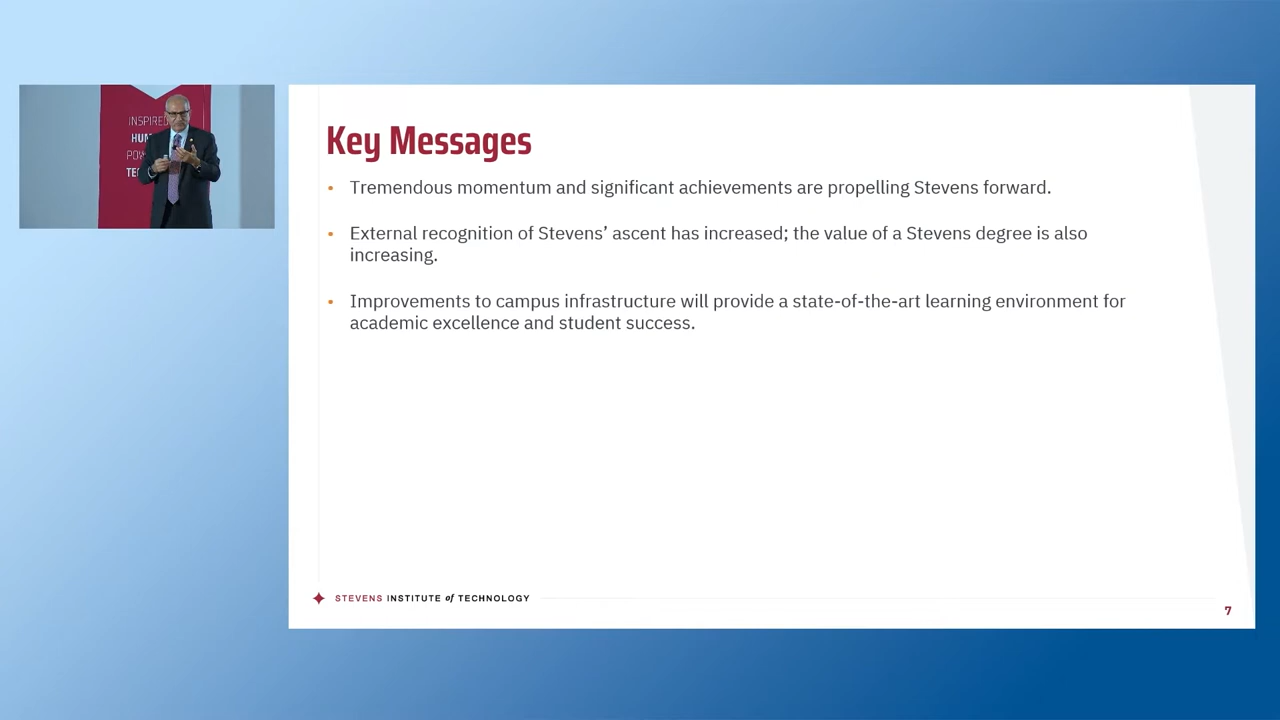 INSPIRED
Key Messages
• Tremendous momentum and significant achievements are propelling Stevens forward.
• External recognition of Stevens’ ascent has increased; the value of a Stevens degree is also
increasing.
• Improvements to campus infrastructure will provide a state-of-the-art learning environment for
academic excellence and student success.
STEVENS INSTITUTE of TECHNOLOGY
7